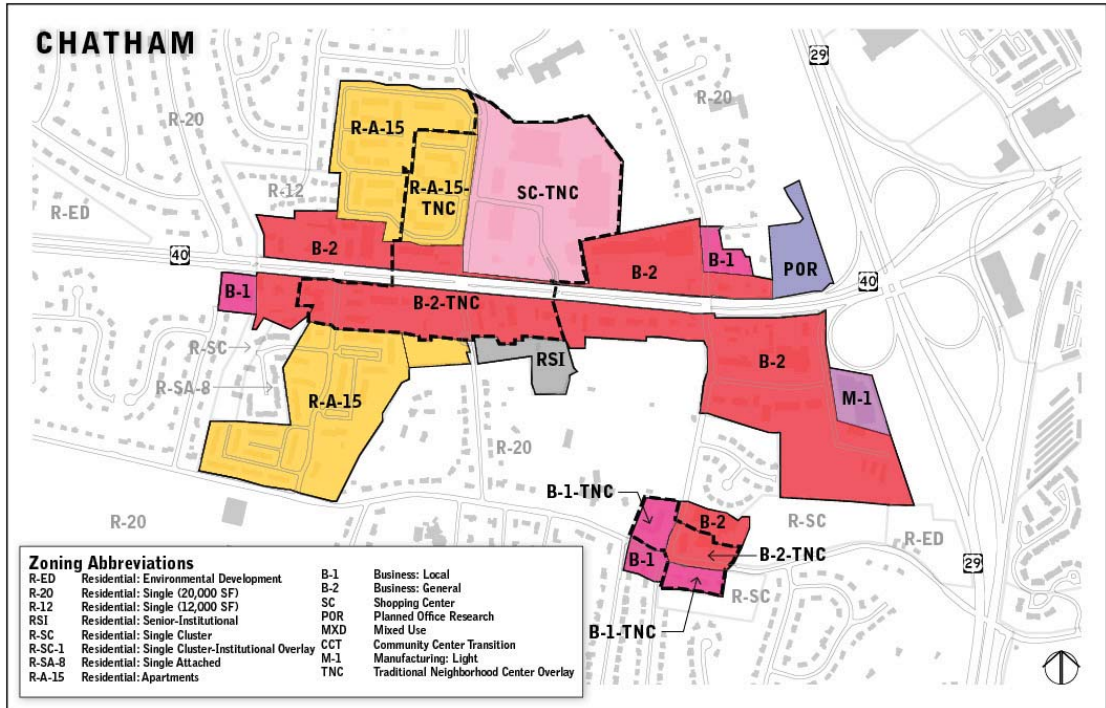 CHATHAM
29
R-20
R-20
R-A-15
R-A-15-
TNC
SC-TNC
R-12
R-ED
B-2
B-2
B-1
POR
40
40
B-1
B-2-TNC
R-SC
RSI
B-2
R-SA-8
M-1
R-A-15
R-20
B-1-TNC
R-20
B-2
R-SC
R-ED
B-1
B-2-TNC
29
R-SC
B-1-TNC
Zoning Abbreviations
R-ED Residential: Environmental Development
R-20 Residential: Single (20,000 SF)
R-12 Residential: Single (12,000 SF)
RSI Residential: Senior-Institutional
R-SC Residential: Single Cluster
R-SC-1 Residential: Single Cluster-Institutional Overlay
R-SA-8 Residential: Single Attached
R-A-15 Residential: Apartments
B-1 Business: Local
B-2 Business: General
SC Shopping Center
POR Planned Office Research
MXD Mixed Use
CCT Community Center Transition
M-1 Manufacturing: Light
TNC Traditional Neighborhood Center Overlay